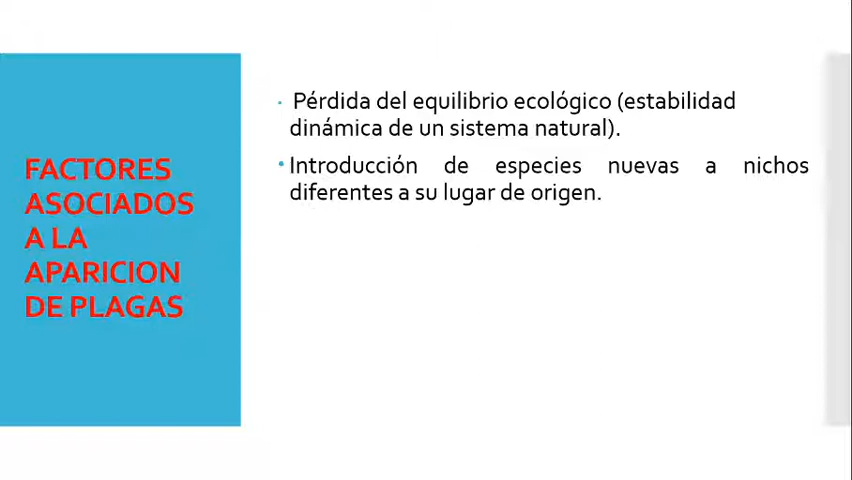 FACTORES
ASOCIADOS
A LA
APARICION
DE PLAGAS
• Pérdida del equilibrio ecológico (estabilidad
dinámica de un sistema natural).
• Introducción de especies nuevas a nichos
diferentes a su lugar de origen.